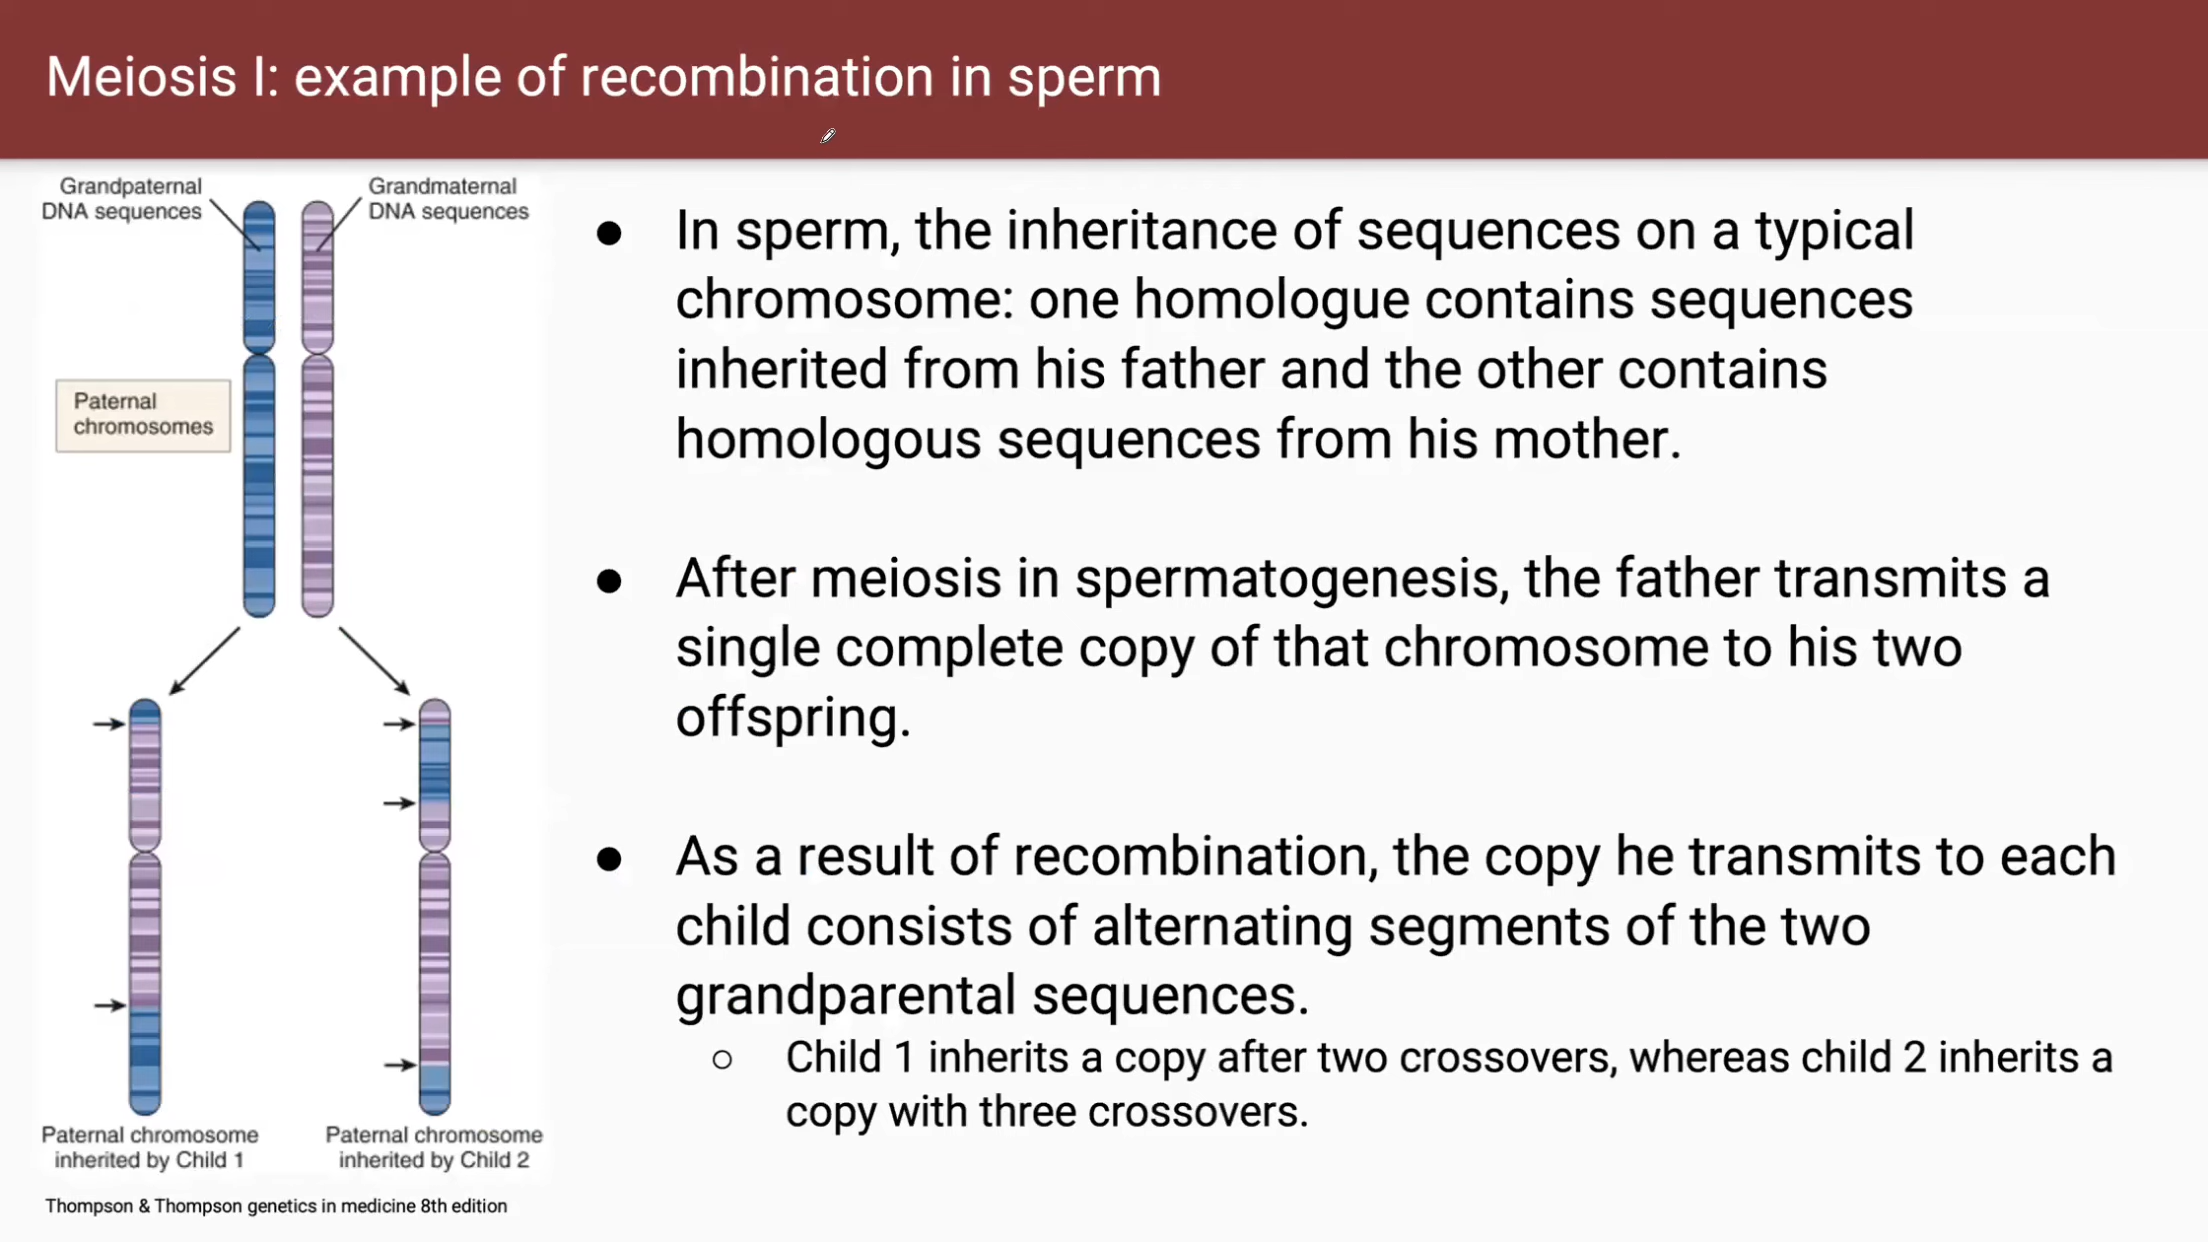 Meiosis I: example of recombination in sperm
Grandpaternal
DNA sequences
Grandmaternal
DNA sequences
Paternal
chromosomes
Paternal chromosome
inherited by Child 1
Paternal chromosome
inherited by Child 2
Thompson & Thompson genetics in medicine 8th edition
● In sperm, the inheritance of sequences on a typical
chromosome: one homologue contains sequences
inherited from his father and the other contains
homologous sequences from his mother.
● After meiosis in spermatogenesis, the father transmits a
single complete copy of that chromosome to his two
offspring.
● As a result of recombination, the copy he transmits to each
child consists of alternating segments of the two
grandparental sequences.
○ Child 1 inherits a copy after two crossovers, whereas child 2 inherits a
copy with three crossovers.